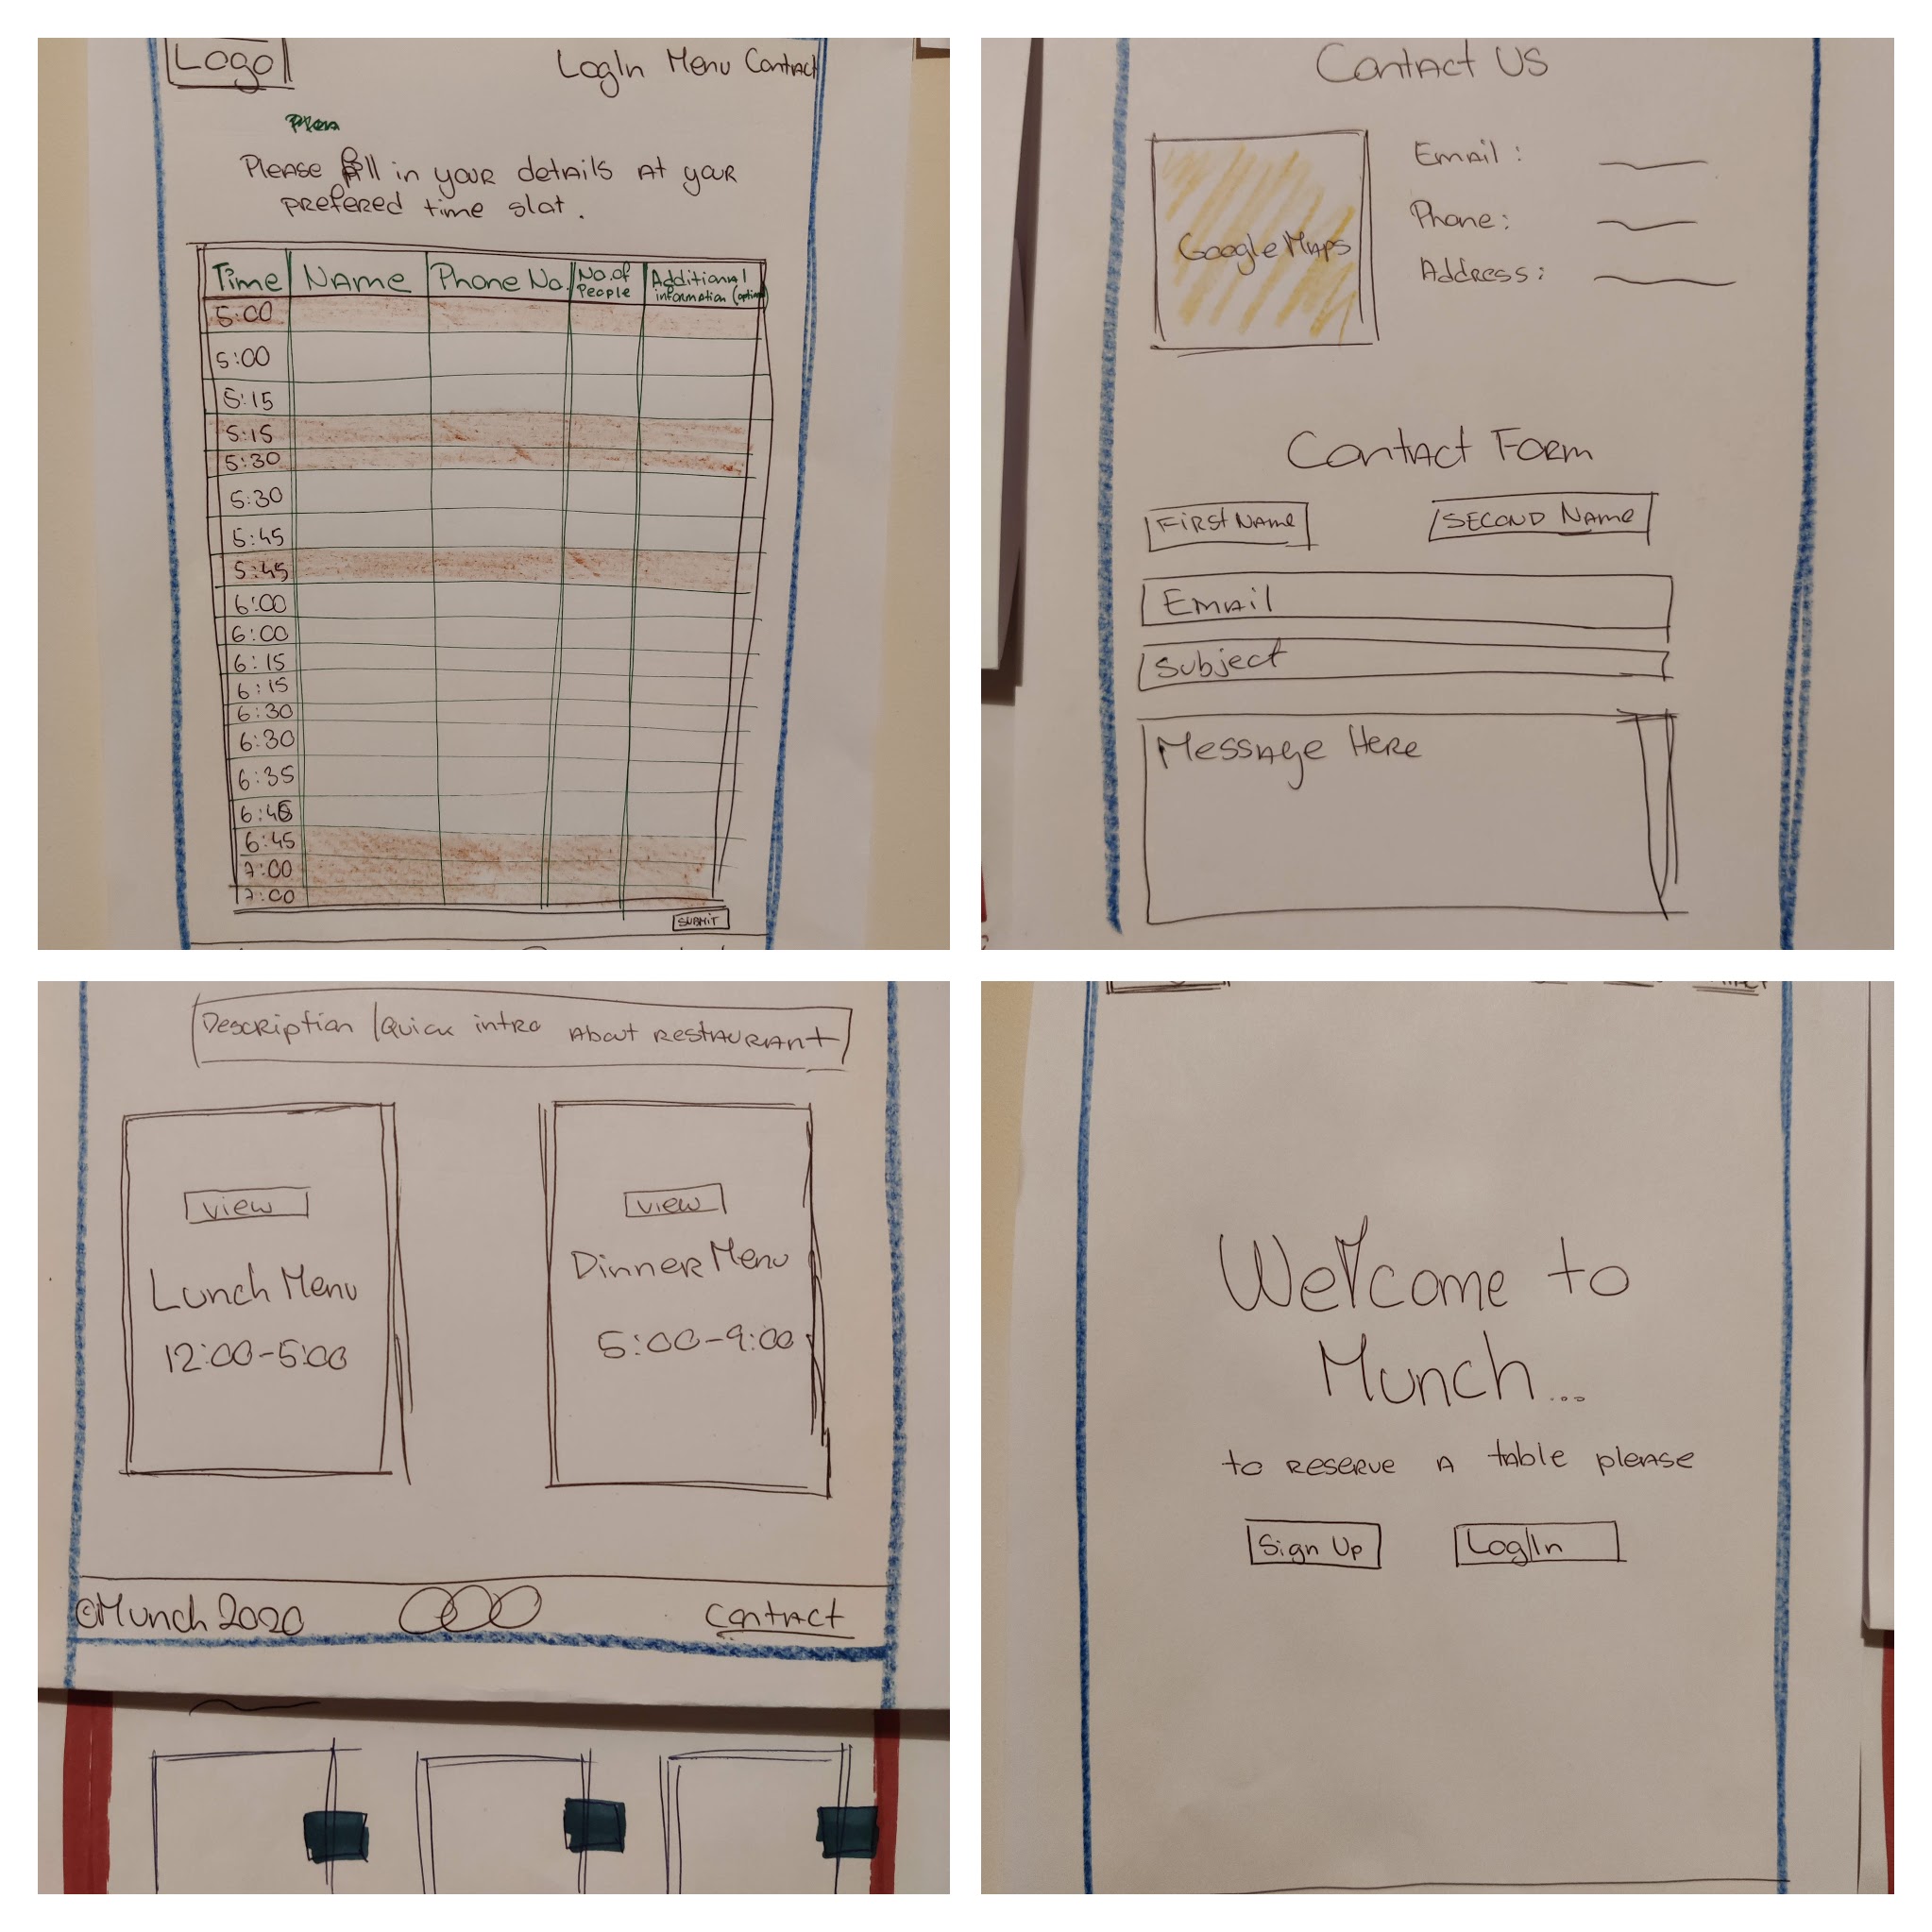 Logo
LogIn Menu Contact
Plea
Please fill in your details at your
prefered time slot.
Time Name Phone No. No. of People Additional information (option
5:00
5:00
5:15
5:15
5:30
5:30
5:45
5:45
6:00
6:00
6:15
6:15
6:30
6:30
6:35
6:45
6:45
7:00
7:00
SUBMIT
Contact Us
Google Maps
Email:
Phone:
Address:
Contact Form
First Name
SECOND Name
Email
Subject
Message Here
Description / Quick intro About restaurant
view
Lunch Menu
12:00-5:00
view
Dinner Menu
5:00-9:00
©Munch 2020
Contact
Welcome to
Munch...
to reserve a table please
Sign Up
LogIn